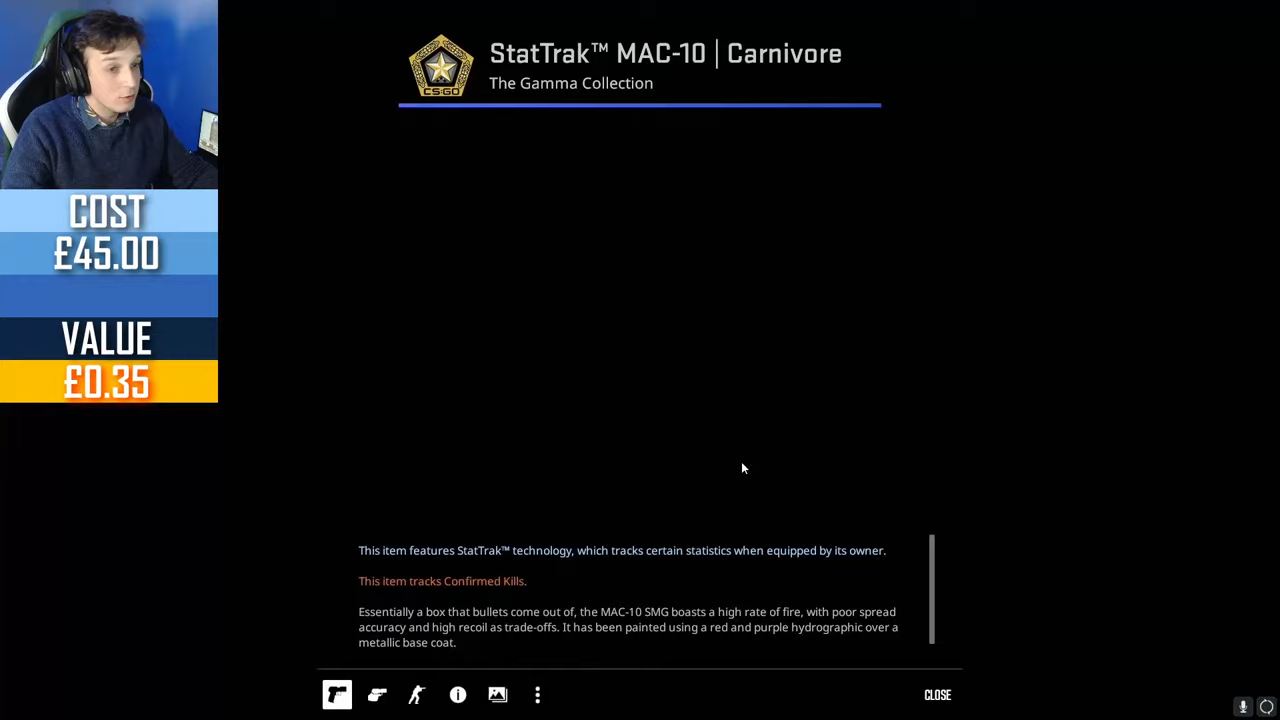 StatTrak™ MAC-10 | Carnivore
The Gamma Collection
CS:GO
COST
£45.00
VALUE
£0.35
This item features StatTrak™ technology, which tracks certain statistics when equipped by its owner.
This item tracks Confirmed Kills.
Essentially a box that bullets come out of, the MAC-10 SMG boasts a high rate of fire, with poor spread
accuracy and high recoil as trade-offs. It has been painted using a red and purple hydrographic over a
metallic base coat.
CLOSE